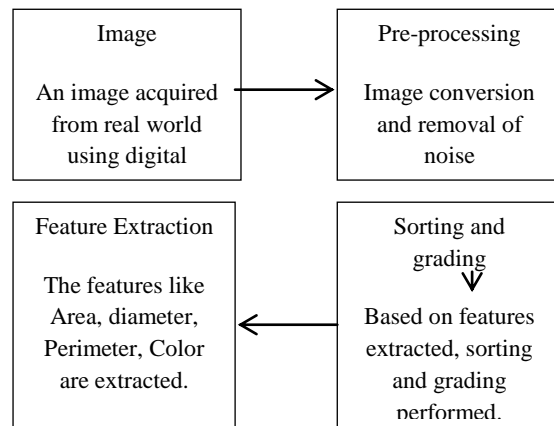 Image
An image acquired
from real world
using digital
Pre-processing
Image conversion
and removal of
noise
Feature Extraction
The features like
Area, diameter,
Perimeter, Color
are extracted.
Sorting and
grading
Based on features
extracted, sorting
and grading
performed.